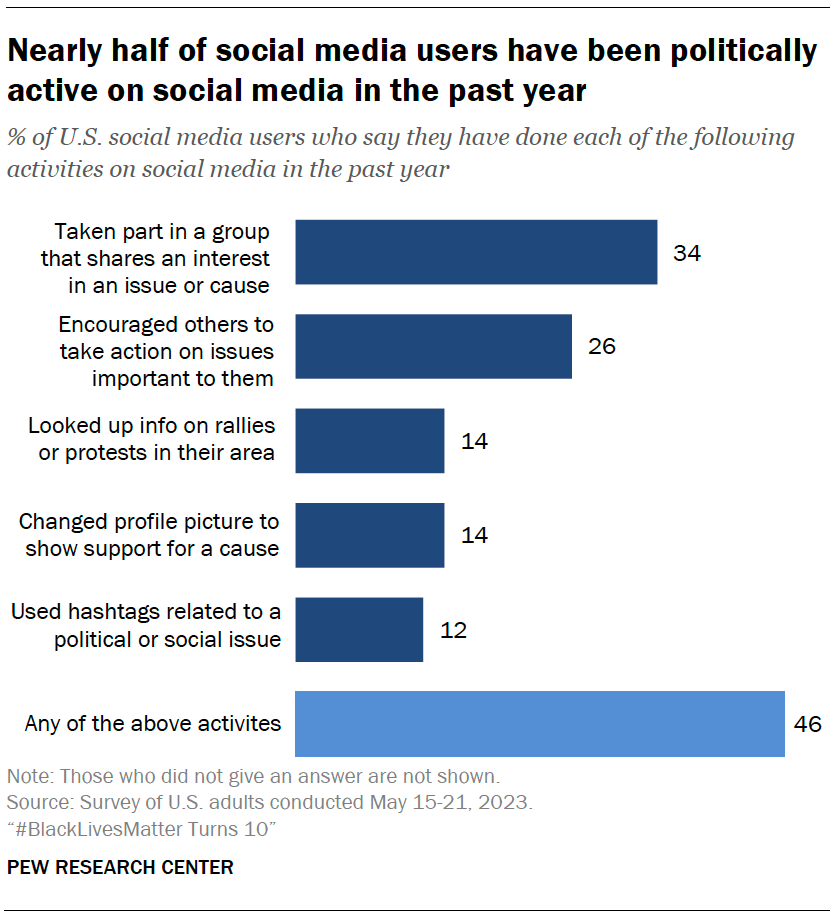 Nearly half of social media users have been politically
active on social media in the past year
% of U.S. social media users who say they have done each of the following
activities on social media in the past year
Taken part in a group
that shares an interest
in an issue or cause
34
Encouraged others to
take action on issues
important to them
26
Looked up info on rallies
or protests in their area
14
Changed profile picture to
show support for a cause
14
Used hashtags related to a
political or social issue
12
Any of the above activites
46
Note: Those who did not give an answer are not shown.
Source: Survey of U.S. adults conducted May 15-21, 2023.
“#BlackLivesMatter Turns 10”
PEW RESEARCH CENTER